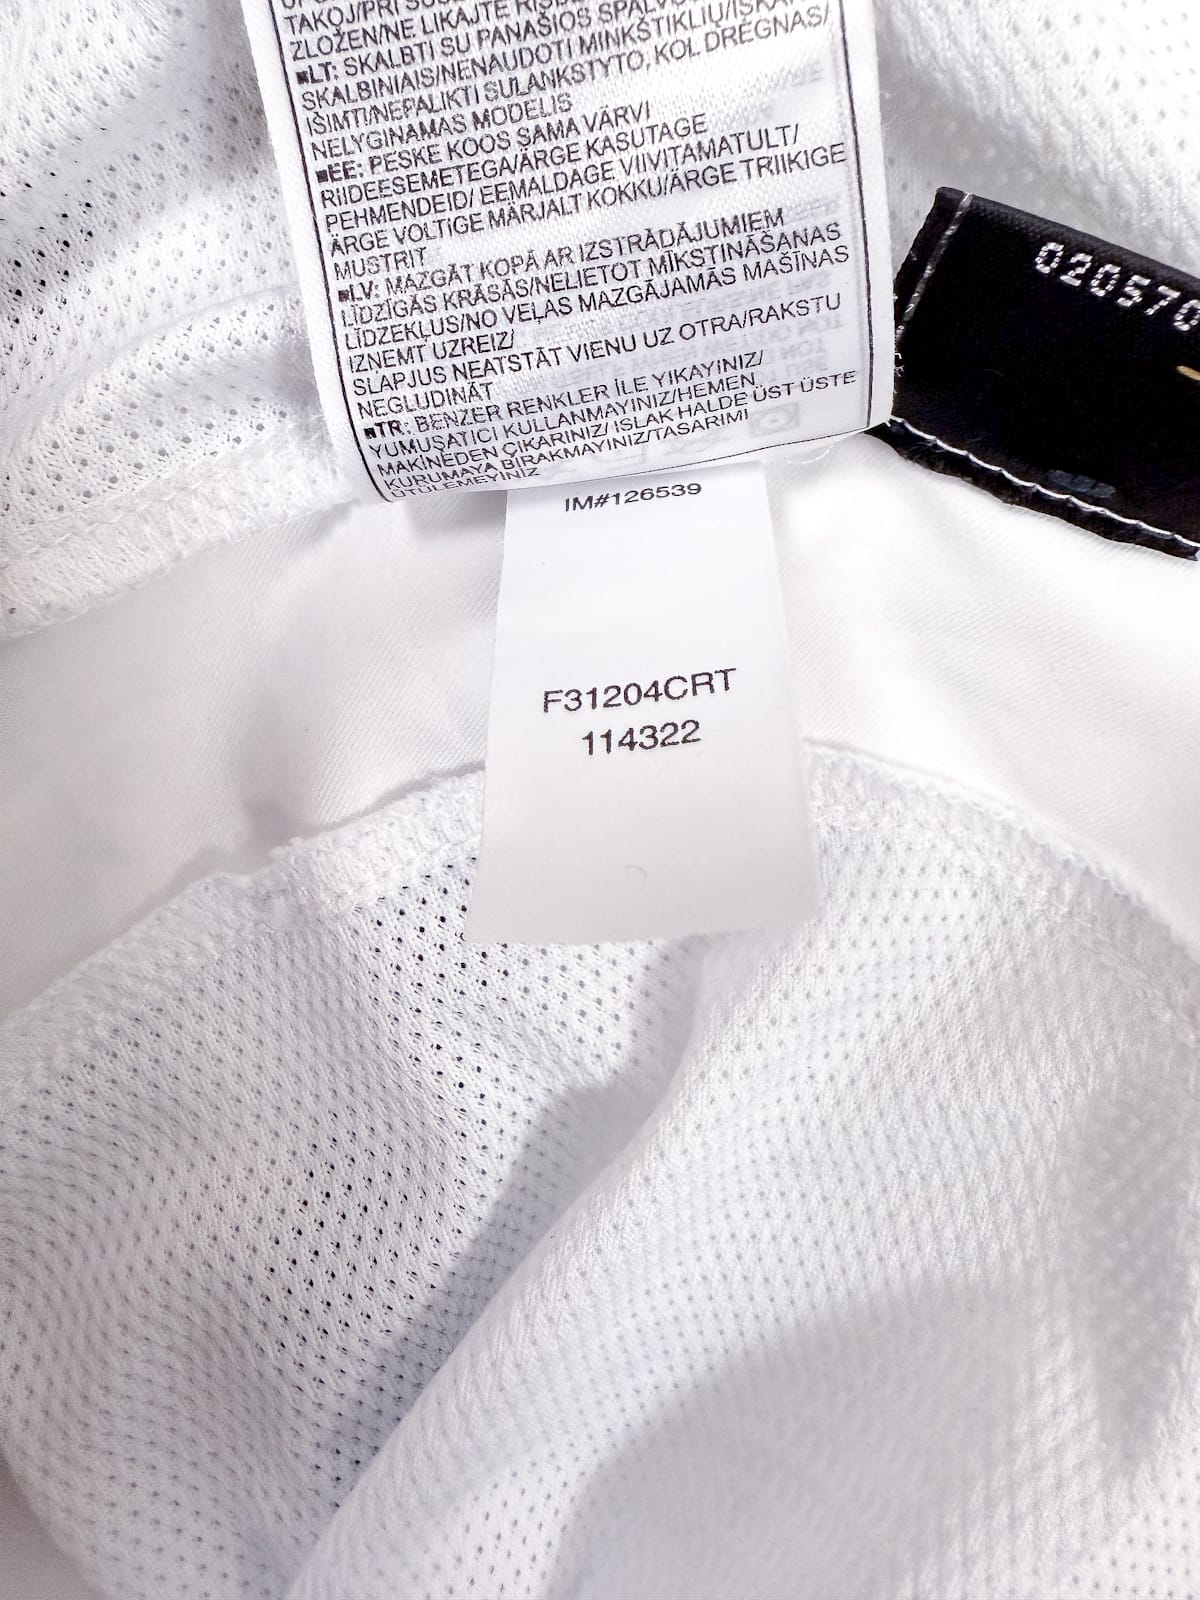 TAKOJ/PRI
ZLOŽEN/NE LIKAJTE
■LT: SKALBTI SU PANAŠIOS
SKALBINIAIS/NENAUDOTI MINKŠTIKLIŲ/
IŠIMTI/NEPALIKTI SULANKSTYTO, KOL DRĖGNAS/
NELYGINAMAS MODELIS
■EE: PESKE KOOS SAMA VÄRVI
RIIDEESEMETEGA/ÄRGE KASUTAGE
PEHMENDEID/ EEMALDAGE VIIVITAMATULT/
ÄRGE VOLTIGE MÄRJALT KOKKU/ÄRGE TRIIKIGE
MUSTRIT
■LV: MAZGĀT KOPĀ AR IZSTRĀDĀJUMIEM
LĪDZĪGĀS KRĀSĀS/NELIETOT MĪKSTINĀŠANAS
LĪDZEKĻUS/NO VEĻAS MAZGĀJAMĀS MAŠĪNAS
IZŅEMT UZREIZ/
SLAPJUS NEATSTĀT VIENU UZ OTRA/RAKSTU
NEGLUDINĀT
■TR: BENZER RENKLER İLE YIKAYINIZ/
YUMUŞATICI KULLANMAYINIZ/HEMEN
MAKİNEDEN ÇIKARINIZ/ ISLAK HALDE ÜST ÜSTE
KURUMAYA BIRAKMAYINIZ/TASARIMI
ÜTÜLEMEYİNİZ
020570
IM#126539
F31204CRT
114322